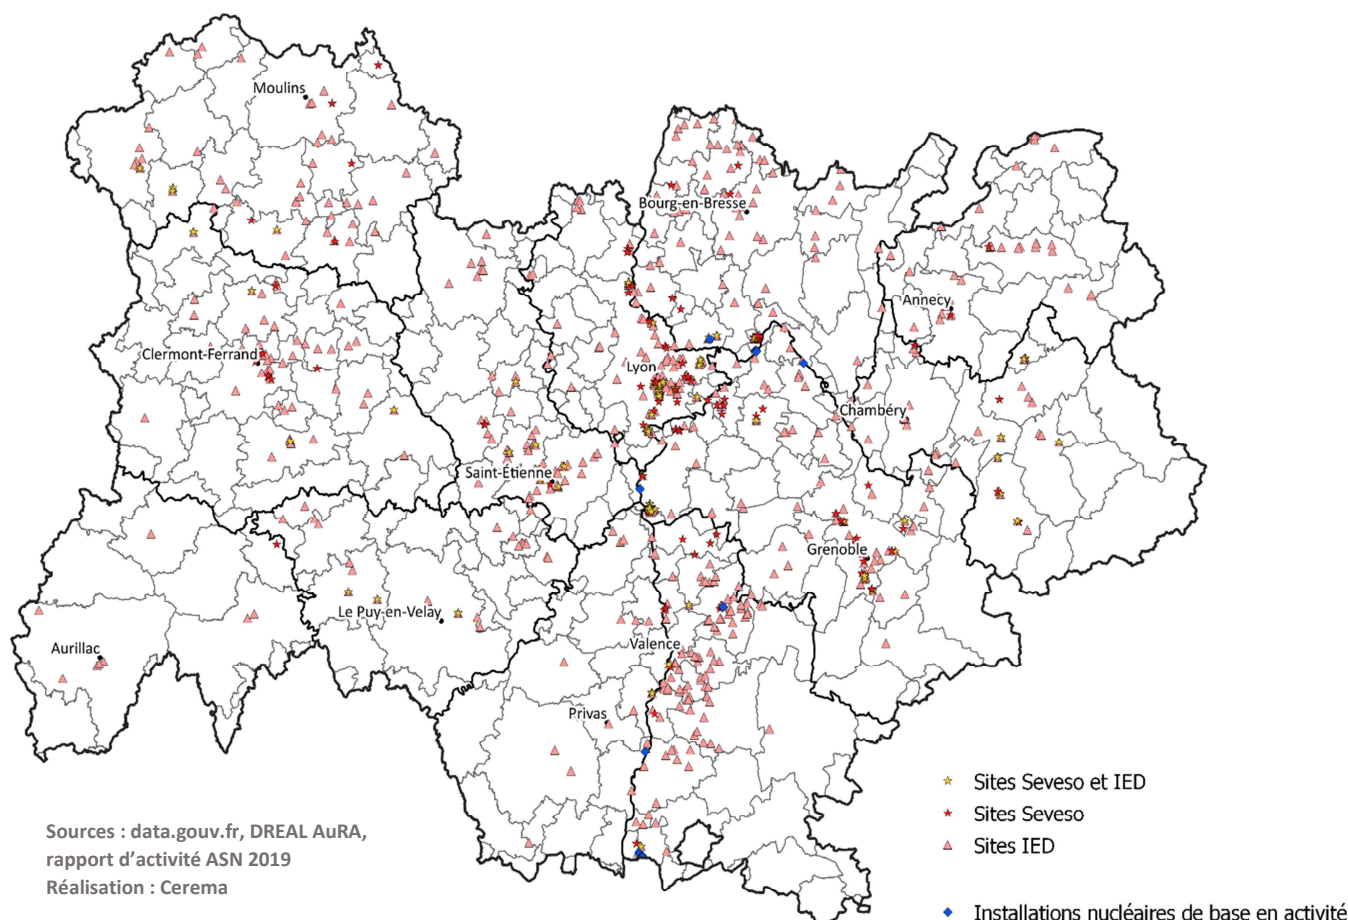 Moulins
Bourg-en-Bresse
Annecy
Clermont-Ferrand
Lyon
Chambéry
Saint-Étienne
Grenoble
Le Puy-en-Velay
Aurillac
Valence
Privas
Sites Seveso et IED
Sites Seveso
Sites IED
Installations nucléaires de base en activité
Sources : data.gouv.fr, DREAL AuRA,
rapport d’activité ASN 2019
Réalisation : Cerema